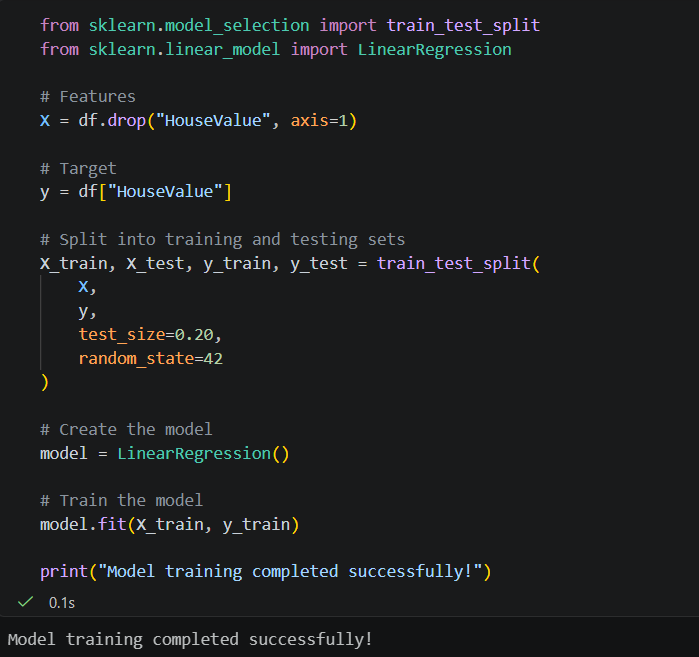 from sklearn.model_selection import train_test_split
from sklearn.linear_model import LinearRegression
# Features
X = df.drop("HouseValue", axis=1)
# Target
y = df["HouseValue"]
# Split into training and testing sets
X_train, X_test, y_train, y_test = train_test_split(
X,
y,
test_size=0.20,
random_state=42
)
# Create the model
model = LinearRegression()
# Train the model
model.fit(X_train, y_train)
print("Model training completed successfully!")
0.1s
Model training completed successfully!